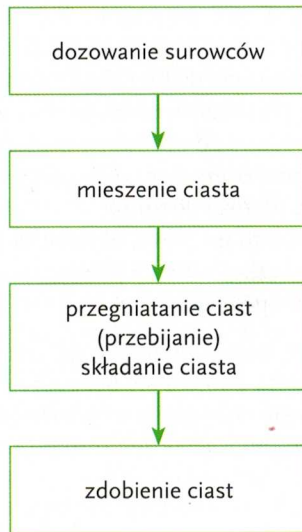 dozowanie surowców
mieszenie ciasta
przegniatanie ciast
(przebijanie)
składanie ciasta
zdobienie ciast